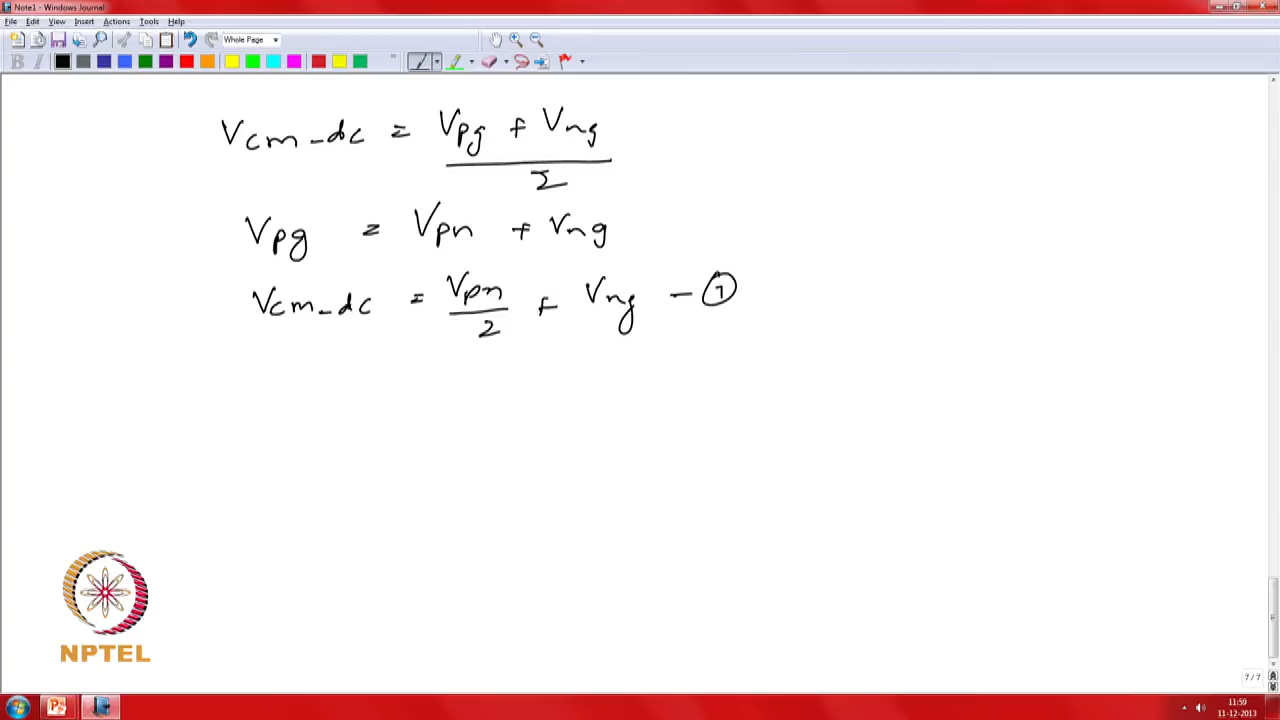 Note1 - Windows Journal
File Edit View Insert Actions Tools Help
Whole Page
B I
Vcm_dc = Vpg + Vng
2
Vpg = Vpn + Vng
Vcm_dc = Vpn/2 + Vng - 1
NPTEL
7 / 7
11:59
11-12-2013